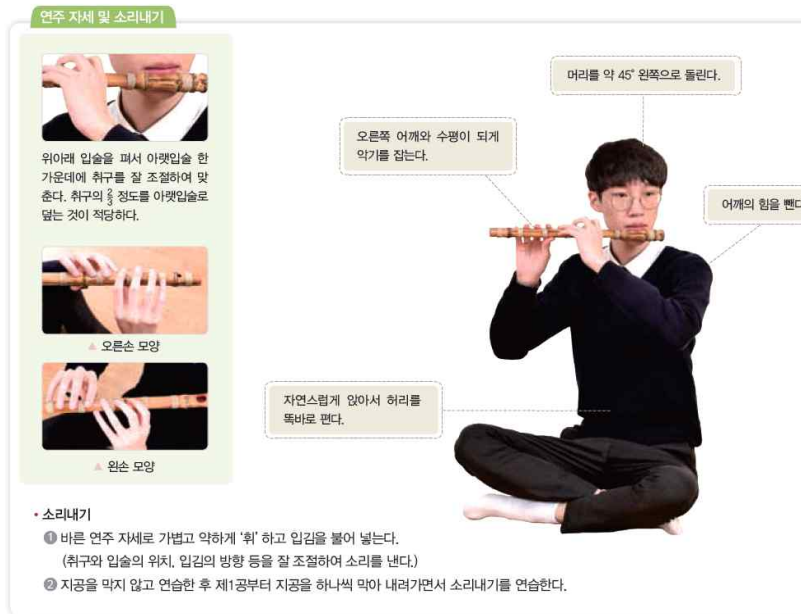 연주 자세 및 소리내기
위아래 입술을 펴서 아랫입술 한
가운데에 취구를 잘 조절하여 맞
춘다. 취구의 2/3 정도를 아랫입술로
덮는 것이 적당하다.
▲ 오른손 모양
▲ 왼손 모양
머리를 약 45° 왼쪽으로 돌린다.
오른쪽 어깨와 수평이 되게
악기를 잡는다.
어깨의 힘을 뺀다
자연스럽게 앉아서 허리를
똑바로 편다.
• 소리내기
❶ 바른 연주 자세로 가볍고 약하게 ‘휘’ 하고 입김을 불어 넣는다.
(취구와 입술의 위치, 입김의 방향 등을 잘 조절하여 소리를 낸다.)
❷ 지공을 막지 않고 연습한 후 제1공부터 지공을 하나씩 막아 내려가면서 소리내기를 연습한다.